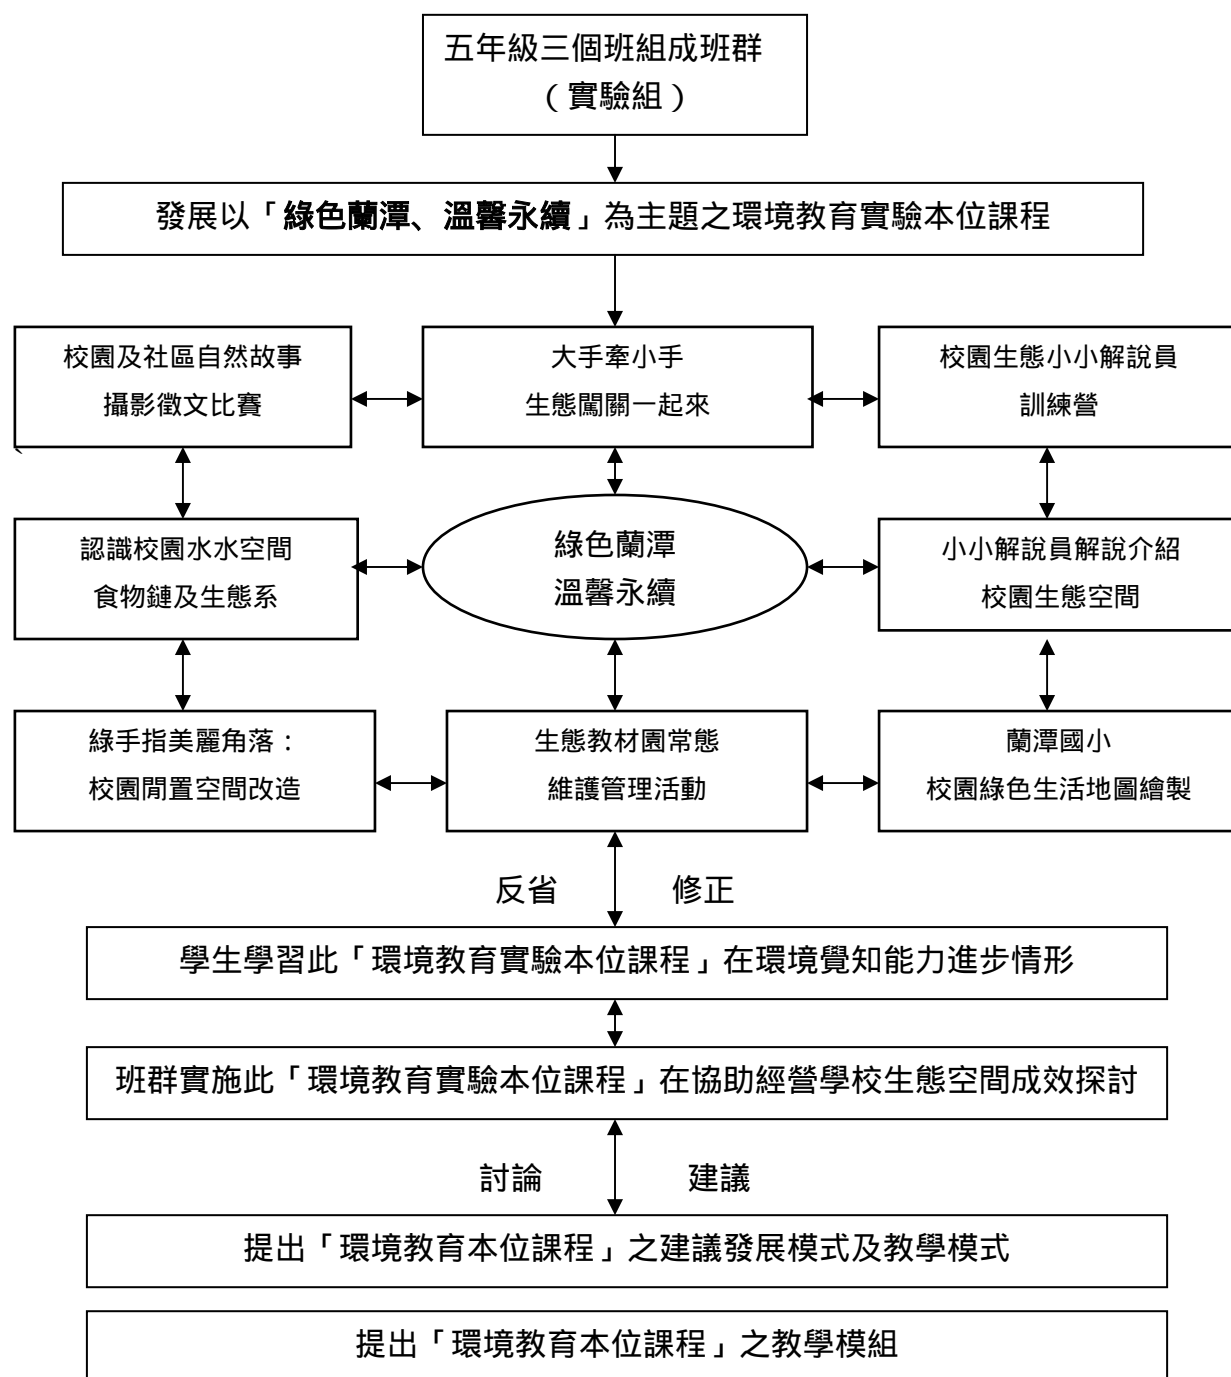 五年級三個班組成班群
（實驗組）
發展以「綠色蘭潭、溫馨永續」為主題之環境教育實驗本位課程
校園及社區自然故事
攝影徵文比賽
大手牽小手
生態闖關一起來
校園生態小小解說員
訓練營
認識校園水水空間
食物鏈及生態系
綠色蘭潭
溫馨永續
小小解說員解說介紹
校園生態空間
綠手指美麗角落：
校園閒置空間改造
生態教材園常態
維護管理活動
蘭潭國小
校園綠色生活地圖繪製
反省 修正
學生學習此「環境教育實驗本位課程」在環境覺知能力進步情形
班群實施此「環境教育實驗本位課程」在協助經營學校生態空間成效探討
討論 建議
提出「環境教育本位課程」之建議發展模式及教學模式
提出「環境教育本位課程」之教學模組